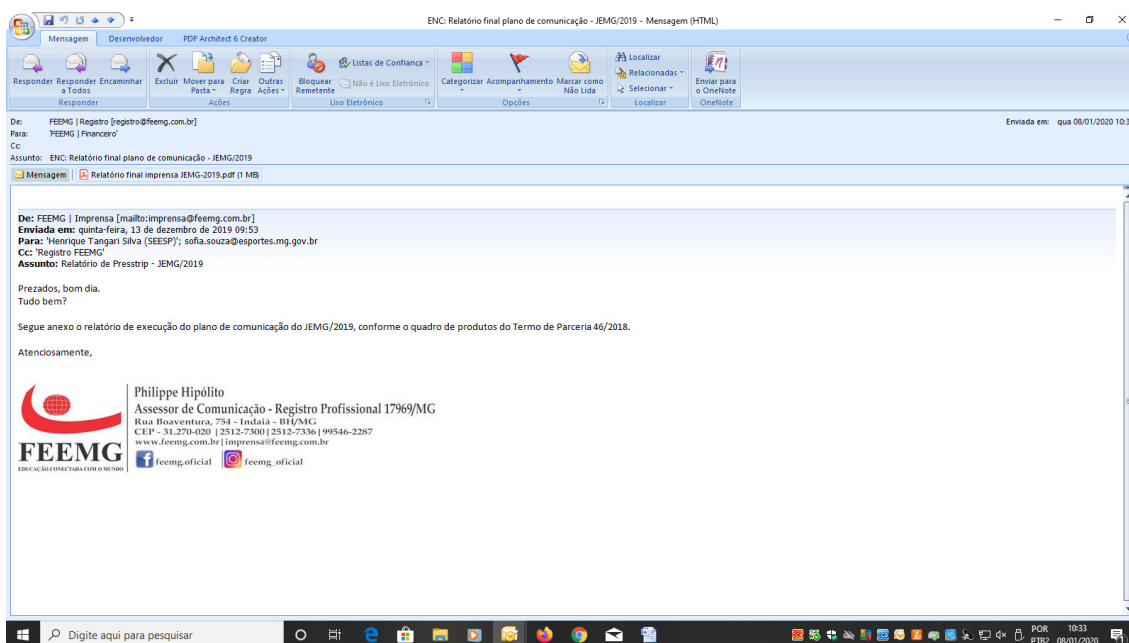 ENC: Relatório final plano de comunicação - JEMG/2019 - Mensagem (HTML)
Mensagem Desenvolvedor PDF Architect 6 Creator
Responder Responder a Todos Encaminhar
Excluir Mover para Pasta Criar Regra Outras Ações
Bloquear Remetente Listas de Confiança Não é Lixo Eletrônico
Categorizar Acompanhamento Marcar como Não Lida
Localizar Relacionadas Selecionar
Enviar para o OneNote
Responder Ações Lixo Eletrônico Opções Localizar OneNote
De: FEEMG | Registro [registro@feemg.com.br] Enviada em: qua 08/01/2020 10:3
Para: 'FEEMG | Financeiro'
Cc:
Assunto: ENC: Relatório final plano de comunicação - JEMG/2019
Mensagem Relatório final imprensa JEMG-2019.pdf (1 MB)
De: FEEMG | Imprensa [mailto:imprensa@feemg.com.br]
Enviada em: quinta-feira, 13 de dezembro de 2019 09:53
Para: 'Henrique Tangari Silva (SEESP)'; sofia.souza@esportes.mg.gov.br
Cc: 'Registro FEEMG'
Assunto: Relatório de Presstrip - JEMG/2019
Prezados, bom dia.
Tudo bem?
Segue anexo o relatório de execução do plano de comunicação do JEMG/2019, conforme o quadro de produtos do Termo de Parceria 46/2018.
Atenciosamente,
FEEMG
EDUCAÇÃO CONECTADA COM O MUNDO
Philippe Hipólito
Assessor de Comunicação - Registro Profissional 17969/MG
Rua Boaventura, 754 - Indaiá - BH/MG
CEP - 31.270-020 | 2512-7300 | 2512-7336 | 99546-2287
www.feemg.com.br | imprensa@feemg.com.br
feemg.oficial feemg_oficial
Digite aqui para pesquisar
POR 10:33
PTB2 08/01/2020